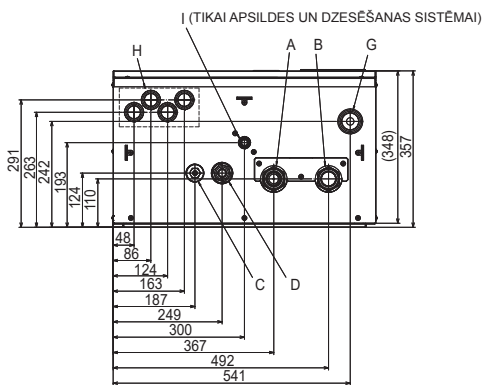 I (TIKAI APSILDES UN DZESĒŠANAS SISTĒMAI)
H
A
B
G
291
263
242
193
124
110
(348)
357
48
86
124
163
187
249
300
367
492
541
C
D